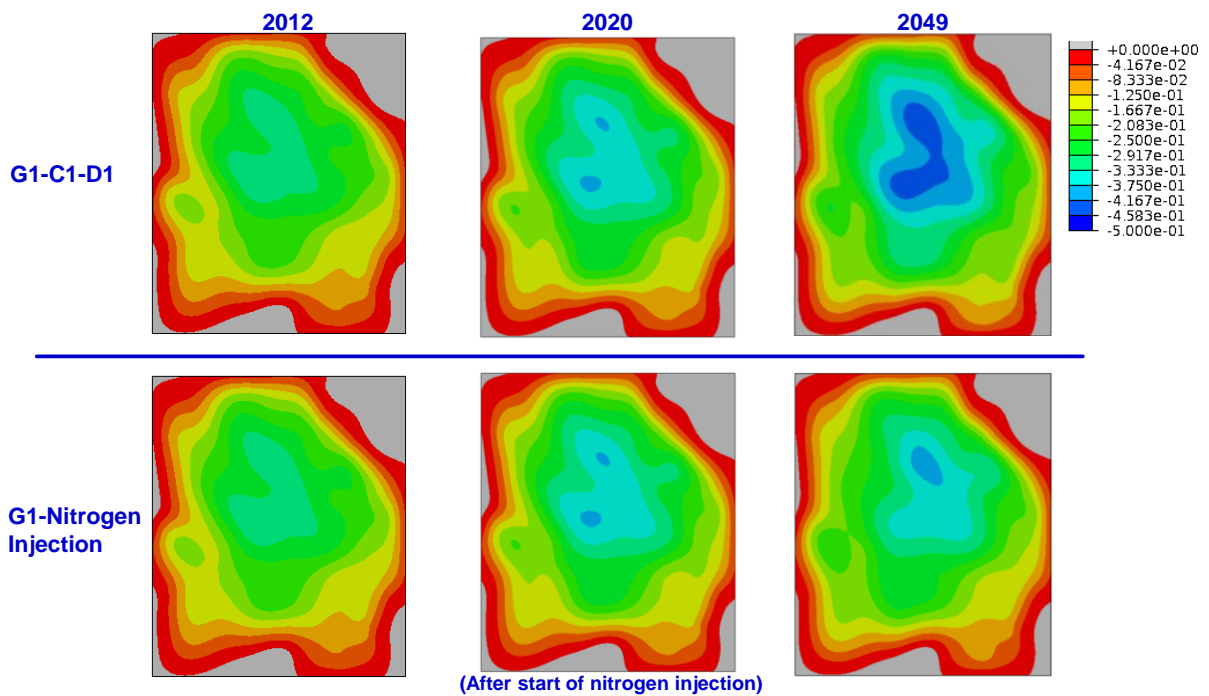 2012
2020
2049
G1-C1-D1
+0.000e+00
-4.167e-02
-8.333e-02
-1.250e-01
-1.667e-01
-2.083e-01
-2.500e-01
-2.917e-01
-3.333e-01
-3.750e-01
-4.167e-01
-4.583e-01
-5.000e-01
G1-Nitrogen
Injection
(After start of nitrogen injection)